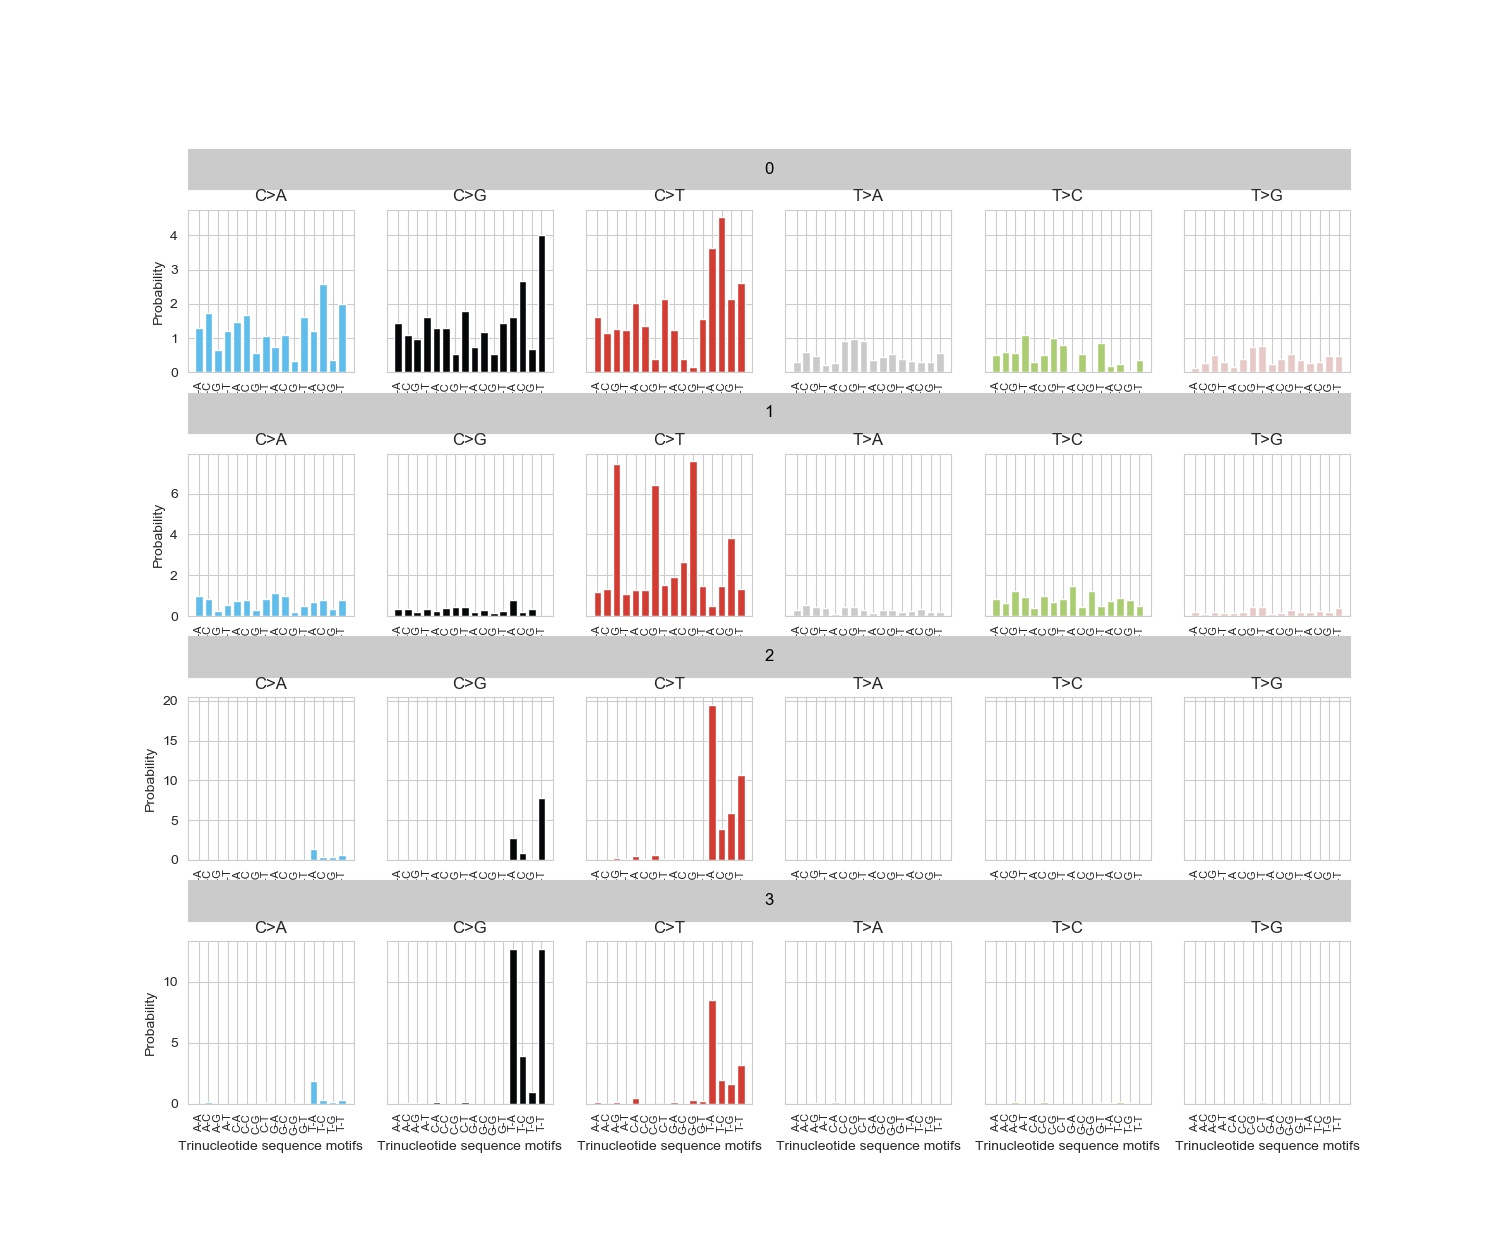 0
C>A C>G C>T T>A T>C T>G
Probability
4
3
2
1
0
-A -C -G -T -A -C -G -T -A -C -G -T -A -C -G -T
1
C>A C>G C>T T>A T>C T>G
Probability
6
4
2
0
-A -C -G -T -A -C -G -T -A -C -G -T -A -C -G -T
2
C>A C>G C>T T>A T>C T>G
Probability
20
15
10
5
0
-A -C -G -T -A -C -G -T -A -C -G -T -A -C -G -T
3
C>A C>G C>T T>A T>C T>G
Probability
10
5
0
A-A A-C A-G A-T C-A C-C C-G C-T G-A G-C G-G G-T T-A T-C T-G T-T
A-A A-C A-G A-T C-A C-C C-G C-T G-A G-C G-G G-T T-A T-C T-G T-T
A-A A-C A-G A-T C-A C-C C-G C-T G-A G-C G-G G-T T-A T-C T-G T-T
A-A A-C A-G A-T C-A C-C C-G C-T G-A G-C G-G G-T T-A T-C T-G T-T
A-A A-C A-G A-T C-A C-C C-G C-T G-A G-C G-G G-T T-A T-C T-G T-T
A-A A-C A-G A-T C-A C-C C-G C-T G-A G-C G-G G-T T-A T-C T-G T-T
Trinucleotide sequence motifs Trinucleotide sequence motifs Trinucleotide sequence motifs Trinucleotide sequence motifs Trinucleotide sequence motifs Trinucleotide sequence motifs